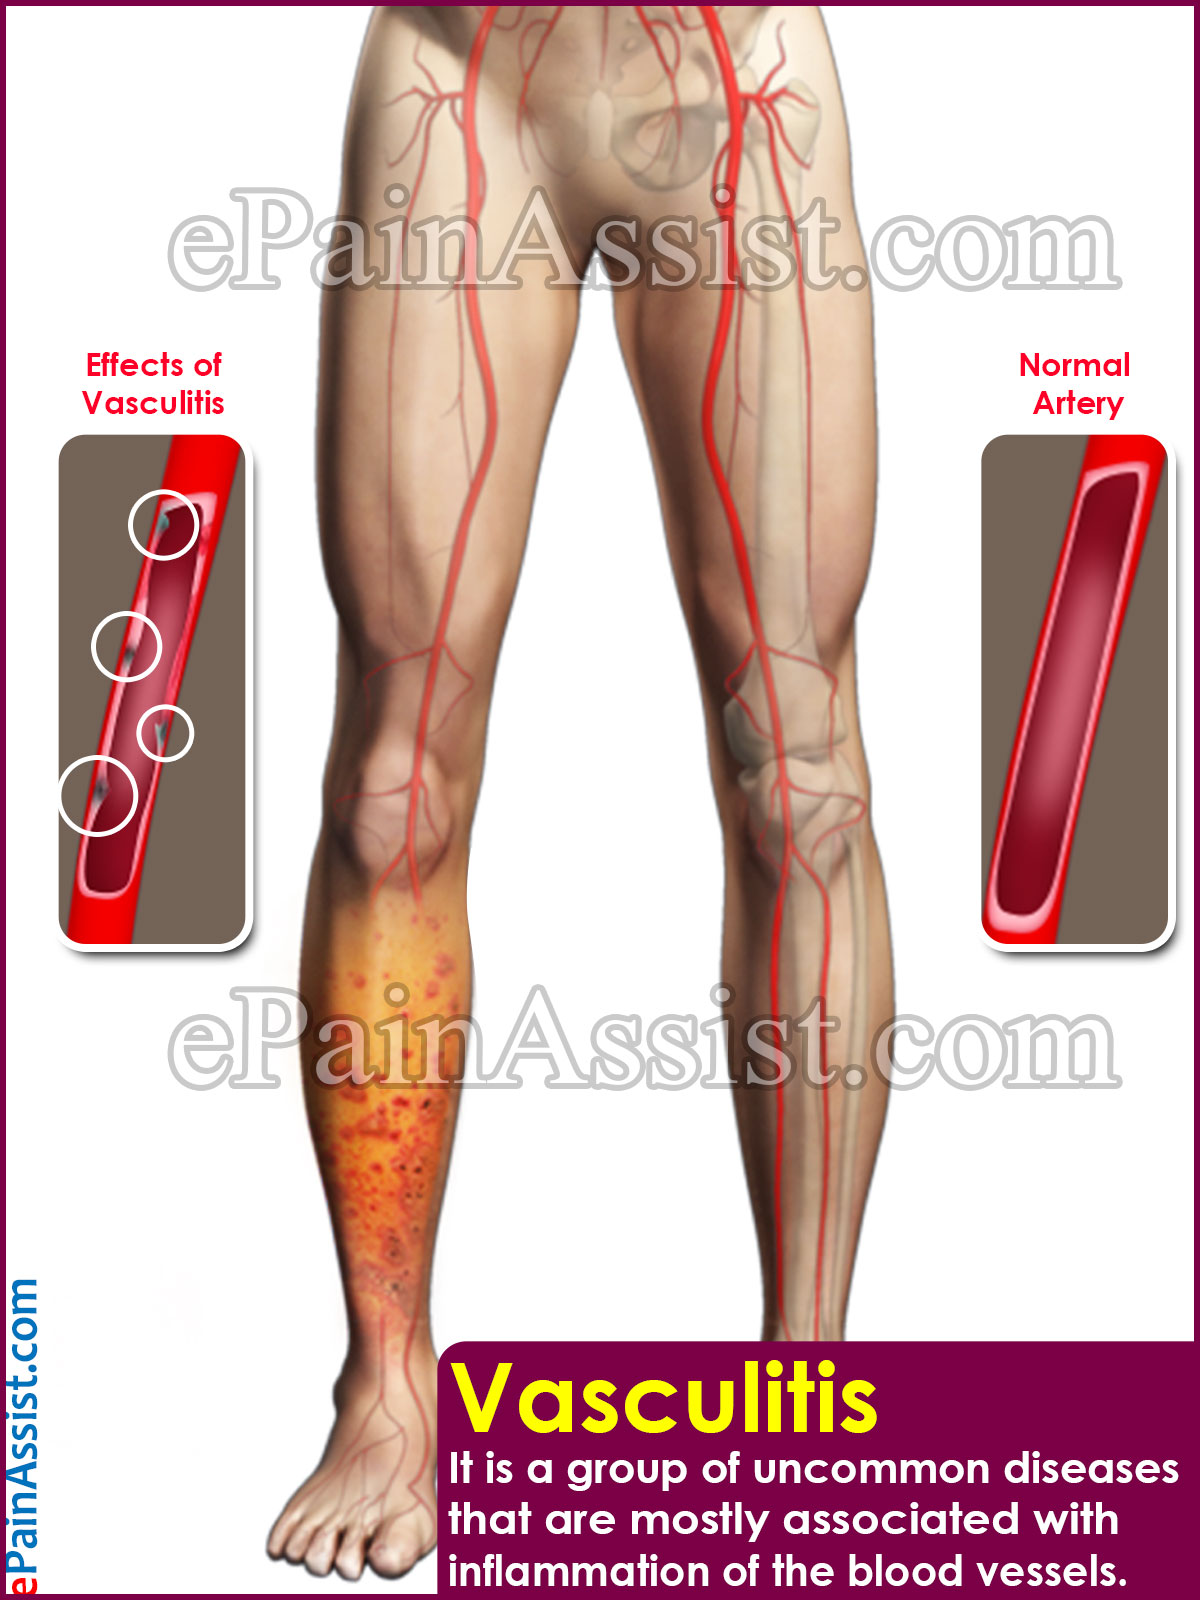 ePainAssist.com
Effects of
Vasculitis
Normal
Artery
ePainAssist.com
ePainAssist.com
Vasculitis
It is a group of uncommon diseases
that are mostly associated with
inflammation of the blood vessels.